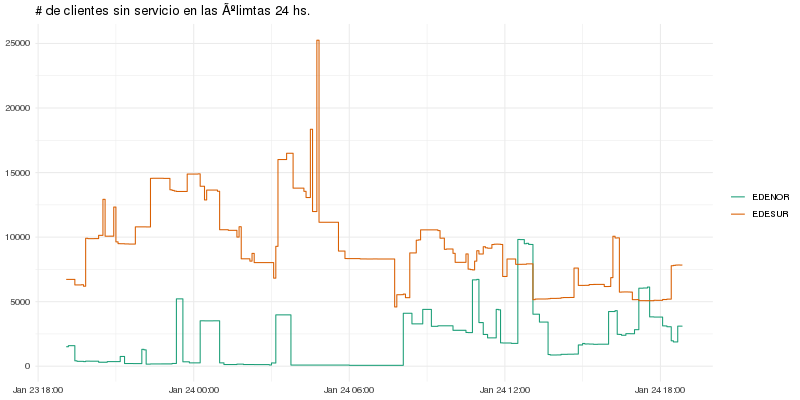 # de clientes sin servicio en las Ãºlimtas 24 hs.
25000
20000
15000
10000
5000
0
Jan 23 18:00 Jan 24 00:00 Jan 24 06:00 Jan 24 12:00 Jan 24 18:00
EDENOR
EDESUR